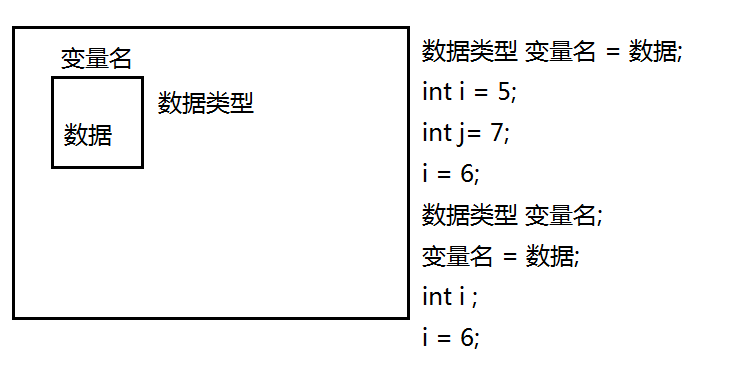 变量名
数据类型
数据
数据类型 变量名 = 数据;
int i = 5;
int j= 7;
i = 6;
数据类型 变量名;
变量名 = 数据;
int i ;
i = 6;